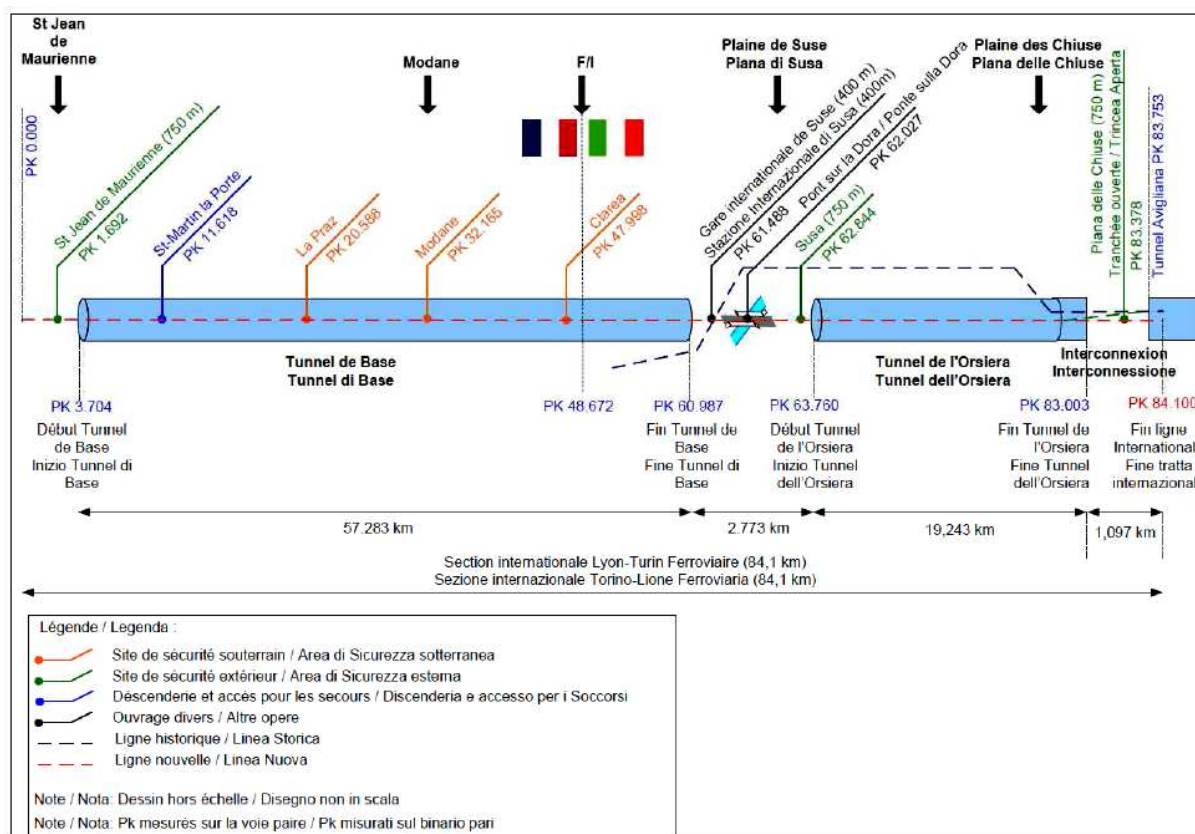 St Jean
de
Maurienne
Modane
F/I
Plaine de Suse
Piana di Susa
Plaine des Chiuse
Piana delle Chiuse
PK 0.000
St Jean de Maurienne (750 m)
PK 1.692
St-Martin la Porte
PK 11.618
La Praz
PK 20.588
Modane
PK 32.165
Clarea
PK 47.988
Gare internationale de Suse (400 m)
Stazione Internazionale di Susa (400m)
PK 61.488
Pont sur la Dora / Ponte sulla Dora
PK 62.027
Susa (750 m)
PK 62.844
Piana delle Chiuse (750 m)
Tranchée ouverte / Trincea Aperta
PK 83.378
Tunnel Avigliana PK 83.753
Tunnel de Base
Tunnel di Base
Tunnel de l'Orsiera
Tunnel dell'Orsiera
Interconnexion
Interconnessione
PK 3.704
Début Tunnel
de Base
Inizio Tunnel di
Base
PK 48.672
PK 60.987
Fin Tunnel de
Base
Fine Tunnel di
Base
PK 63.760
Début Tunnel
de l'Orsiera
Inizio Tunnel
dell'Orsiera
PK 83.003
Fin Tunnel de
l'Orsiera
Fine Tunnel
dell'Orsiera
PK 84.100
Fin ligne
International
Fine tratta
internazional
57.283 km
2.773 km
19,243 km
1,097 km
Section internationale Lyon-Turin Ferroviaire (84,1 km)
Sezione internazionale Torino-Lione Ferroviaria (84,1 km)
Légende / Legenda :
Site de sécurité souterrain / Area di Sicurezza sotterranea
Site de sécurité extérieur / Area di Sicurezza esterna
Déscenderie et accès pour les secours / Discenderia e accesso per i Soccorsi
Ouvrage divers / Altre opere
Ligne historique / Linea Storica
Ligne nouvelle / Linea Nuova
Note / Nota: Dessin hors échelle / Disegno non in scala
Note / Nota: Pk mesurés sur la voie paire / Pk misurati sul binario pari